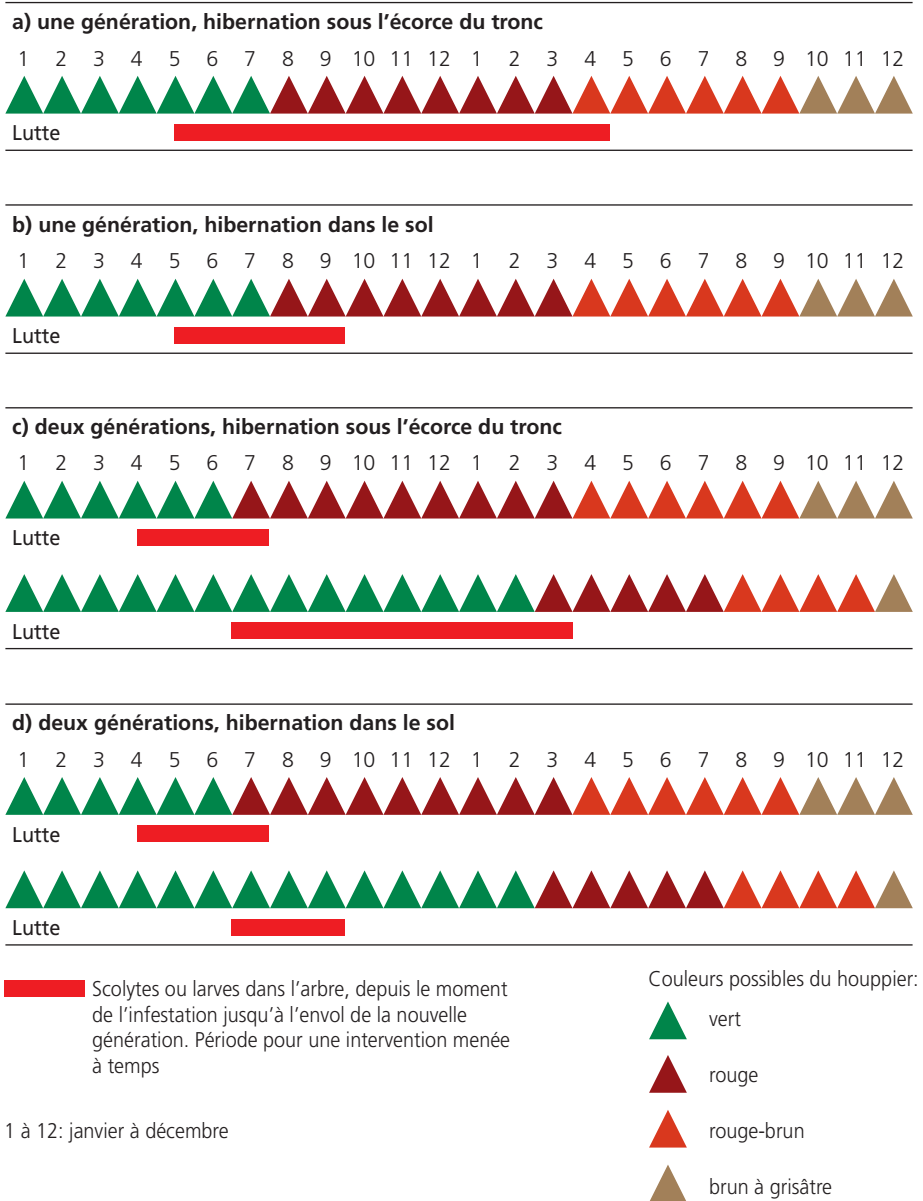 a) une génération, hibernation sous l’écorce du tronc
1 2 3 4 5 6 7 8 9 10 11 12 1 2 3 4 5 6 7 8 9 10 11 12
Lutte
b) une génération, hibernation dans le sol
1 2 3 4 5 6 7 8 9 10 11 12 1 2 3 4 5 6 7 8 9 10 11 12
Lutte
c) deux générations, hibernation sous l’écorce du tronc
1 2 3 4 5 6 7 8 9 10 11 12 1 2 3 4 5 6 7 8 9 10 11 12
Lutte
Lutte
d) deux générations, hibernation dans le sol
1 2 3 4 5 6 7 8 9 10 11 12 1 2 3 4 5 6 7 8 9 10 11 12
Lutte
Lutte
Scolytes ou larves dans l’arbre, depuis le moment
de l’infestation jusqu’à l’envol de la nouvelle
génération. Période pour une intervention menée
à temps
1 à 12: janvier à décembre
Couleurs possibles du houppier:
vert
rouge
rouge-brun
brun à grisâtre